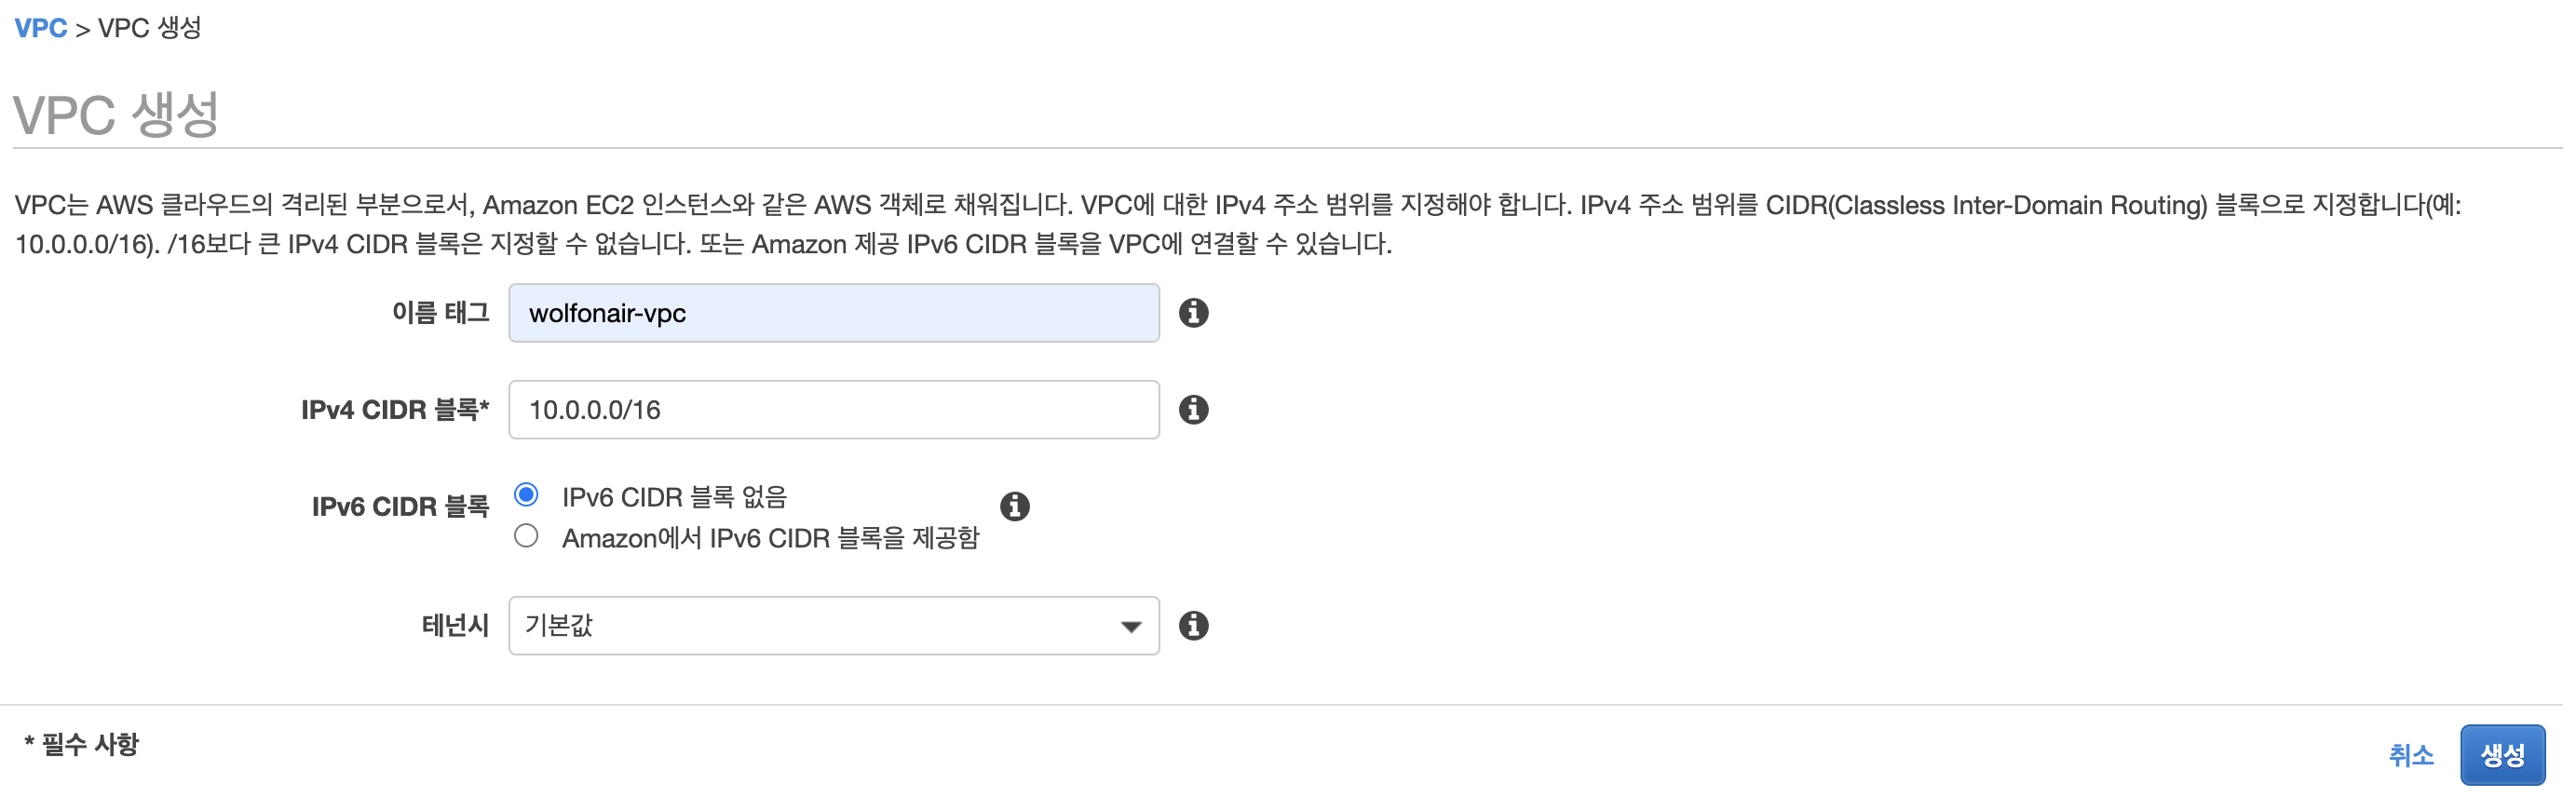 VPC > VPC 생성
VPC 생성
VPC는 AWS 클라우드의 격리된 부분으로서, Amazon EC2 인스턴스와 같은 AWS 객체로 채워집니다. VPC에 대한 IPv4 주소 범위를 지정해야 합니다. IPv4 주소 범위를 CIDR(Classless Inter-Domain Routing) 블록으로 지정합니다(예:
10.0.0.0/16). /16보다 큰 IPv4 CIDR 블록은 지정할 수 없습니다. 또는 Amazon 제공 IPv6 CIDR 블록을 VPC에 연결할 수 있습니다.
이름 태그 wolfonair-vpc
IPv4 CIDR 블록* 10.0.0.0/16
IPv6 CIDR 블록 IPv6 CIDR 블록 없음
Amazon에서 IPv6 CIDR 블록을 제공함
테넌시 기본값
* 필수 사항 취소 생성